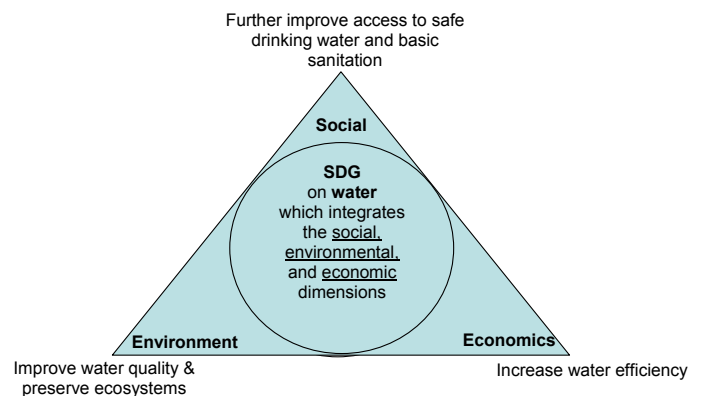 Further improve access to safe
drinking water and basic
sanitation
Social
SDG
on water
which integrates
the social,
environmental,
and economic
dimensions
Environment
Economics
Improve water quality &
preserve ecosystems
Increase water efficiency